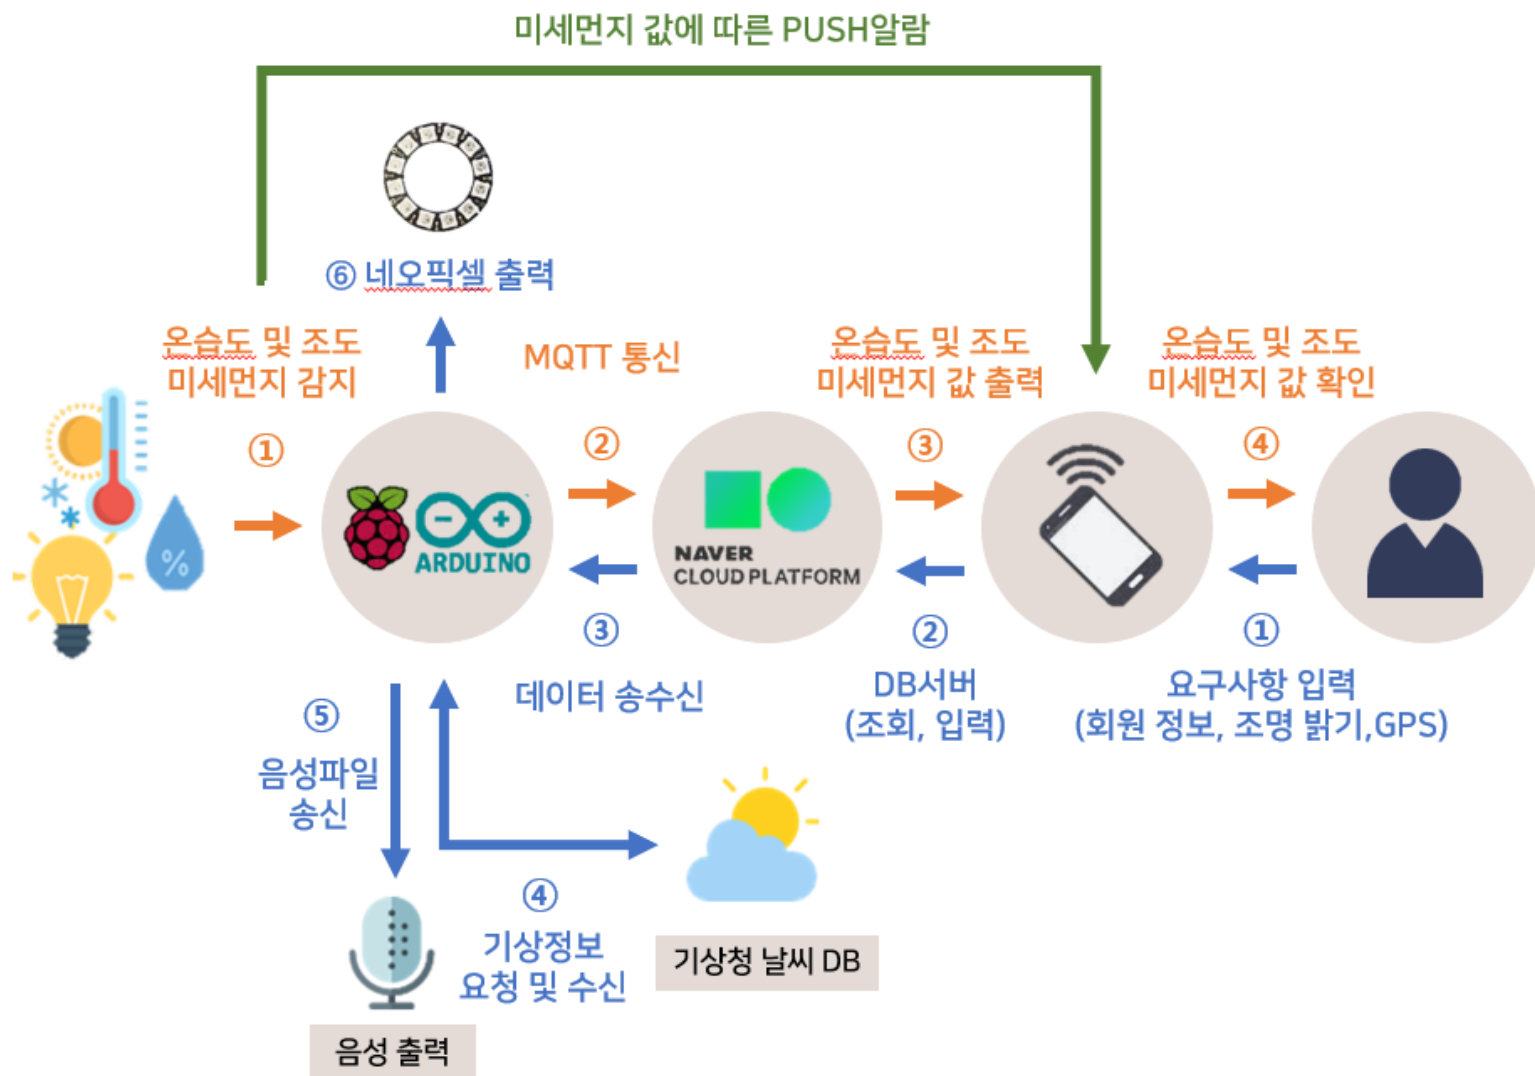 미세먼지 값에 따른 PUSH알람
⑥ 네오픽셀 출력
온습도 및 조도
미세먼지 감지
①
MQTT 통신
②
온습도 및 조도
미세먼지 값 출력
③
온습도 및 조도
미세먼지 값 확인
④
%
ARDUINO
NAVER
CLOUD PLATFORM
③
데이터 송수신
②
DB서버
(조회, 입력)
①
요구사항 입력
(회원 정보, 조명 밝기,GPS)
⑤
음성파일
송신
④
기상정보
요청 및 수신
기상청 날씨 DB
음성 출력